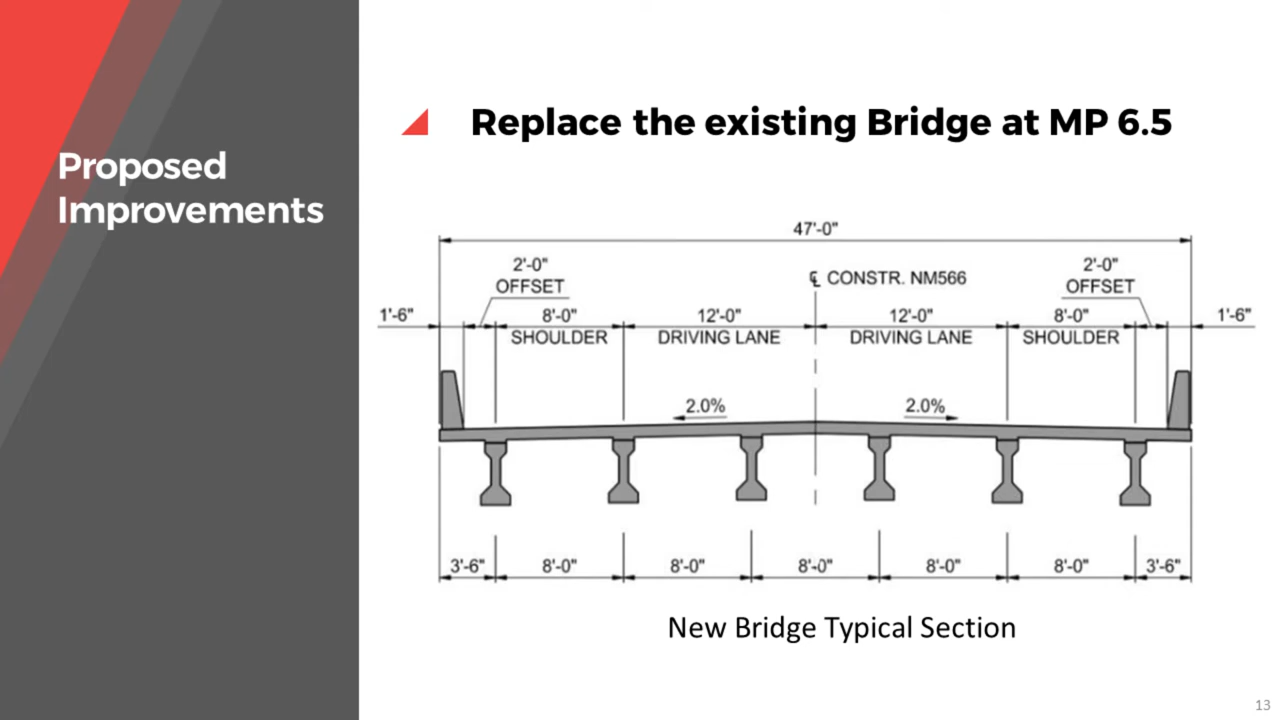 Proposed
Improvements
Replace the existing Bridge at MP 6.5
47'-0"
2'-0"
OFFSET
℄ CONSTR. NM566
2'-0"
OFFSET
1'-6"
8'-0"
SHOULDER
12'-0"
DRIVING LANE
12'-0"
DRIVING LANE
8'-0"
SHOULDER
1'-6"
2.0%
2.0%
3'-6"
8'-0"
8'-0"
8'-0"
8'-0"
8'-0"
3'-6"
New Bridge Typical Section
13